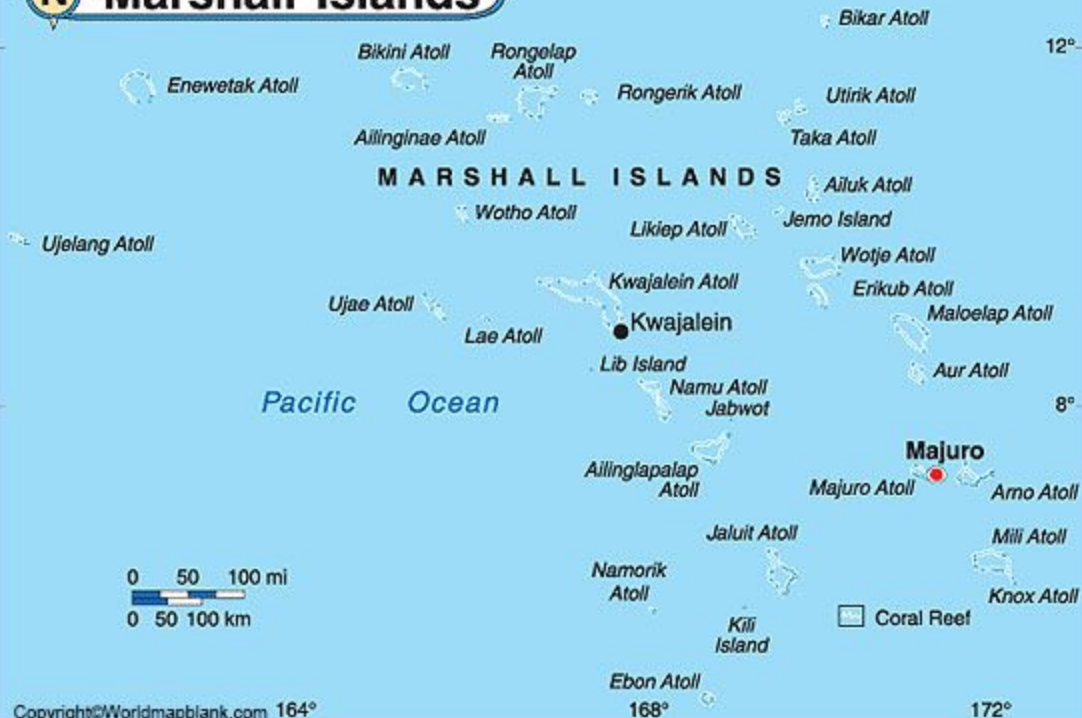 N
Marshall Islands
Bikar Atoll
12°
Bikini Atoll
Rongelap
Atoll
Enewetak Atoll
Rongerik Atoll
Utirik Atoll
Ailinginae Atoll
Taka Atoll
MARSHALL ISLANDS
Ailuk Atoll
Wotho Atoll
Jemo Island
Likiep Atoll
Ujelang Atoll
Wotje Atoll
Kwajalein Atoll
Erikub Atoll
Ujae Atoll
Maloelap Atoll
Kwajalein
Lae Atoll
Lib Island
Aur Atoll
Namu Atoll
Pacific Ocean
Jabwot
8°
Majuro
Ailinglapalap
Atoll
Majuro Atoll
Arno Atoll
Jaluit Atoll
Mili Atoll
Namorik
Atoll
0 50 100 mi
0 50 100 km
Knox Atoll
Coral Reef
Kili
Island
Ebon Atoll
Copyright©Worldmapblank.com
164°
168°
172°